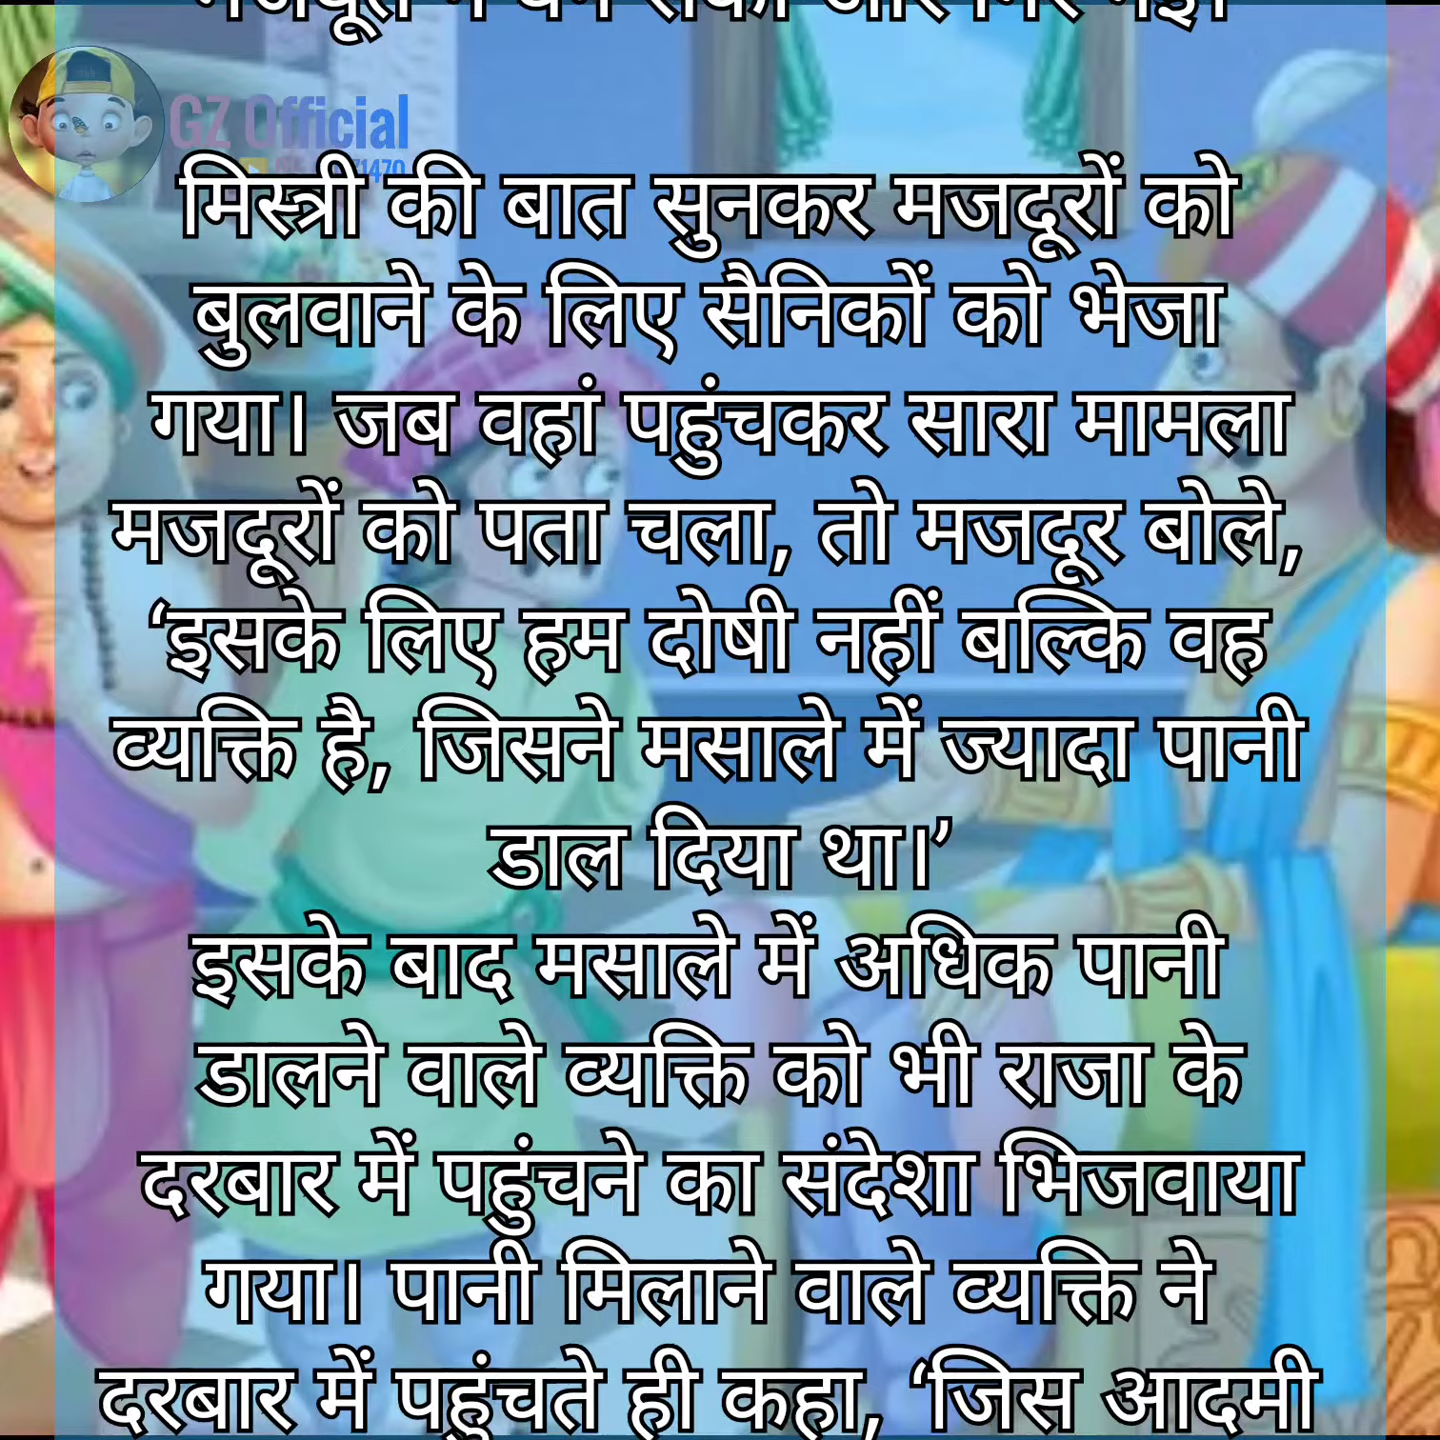 GZ Official
मिस्त्री की बात सुनकर मजदूरों को
बुलवाने के लिए सैनिकों को भेजा
गया। जब वहां पहुंचकर सारा मामला
मजदूरों को पता चला, तो मजदूर बोले,
‘इसके लिए हम दोषी नहीं बल्कि वह
व्यक्ति है, जिसने मसाले में ज्यादा पानी
डाल दिया था।’
इसके बाद मसाले में अधिक पानी
डालने वाले व्यक्ति को भी राजा के
दरबार में पहुंचने का संदेशा भिजवाया
गया। पानी मिलाने वाले व्यक्ति ने
दरबार में पहुंचते ही कहा, ‘जिस आदमी